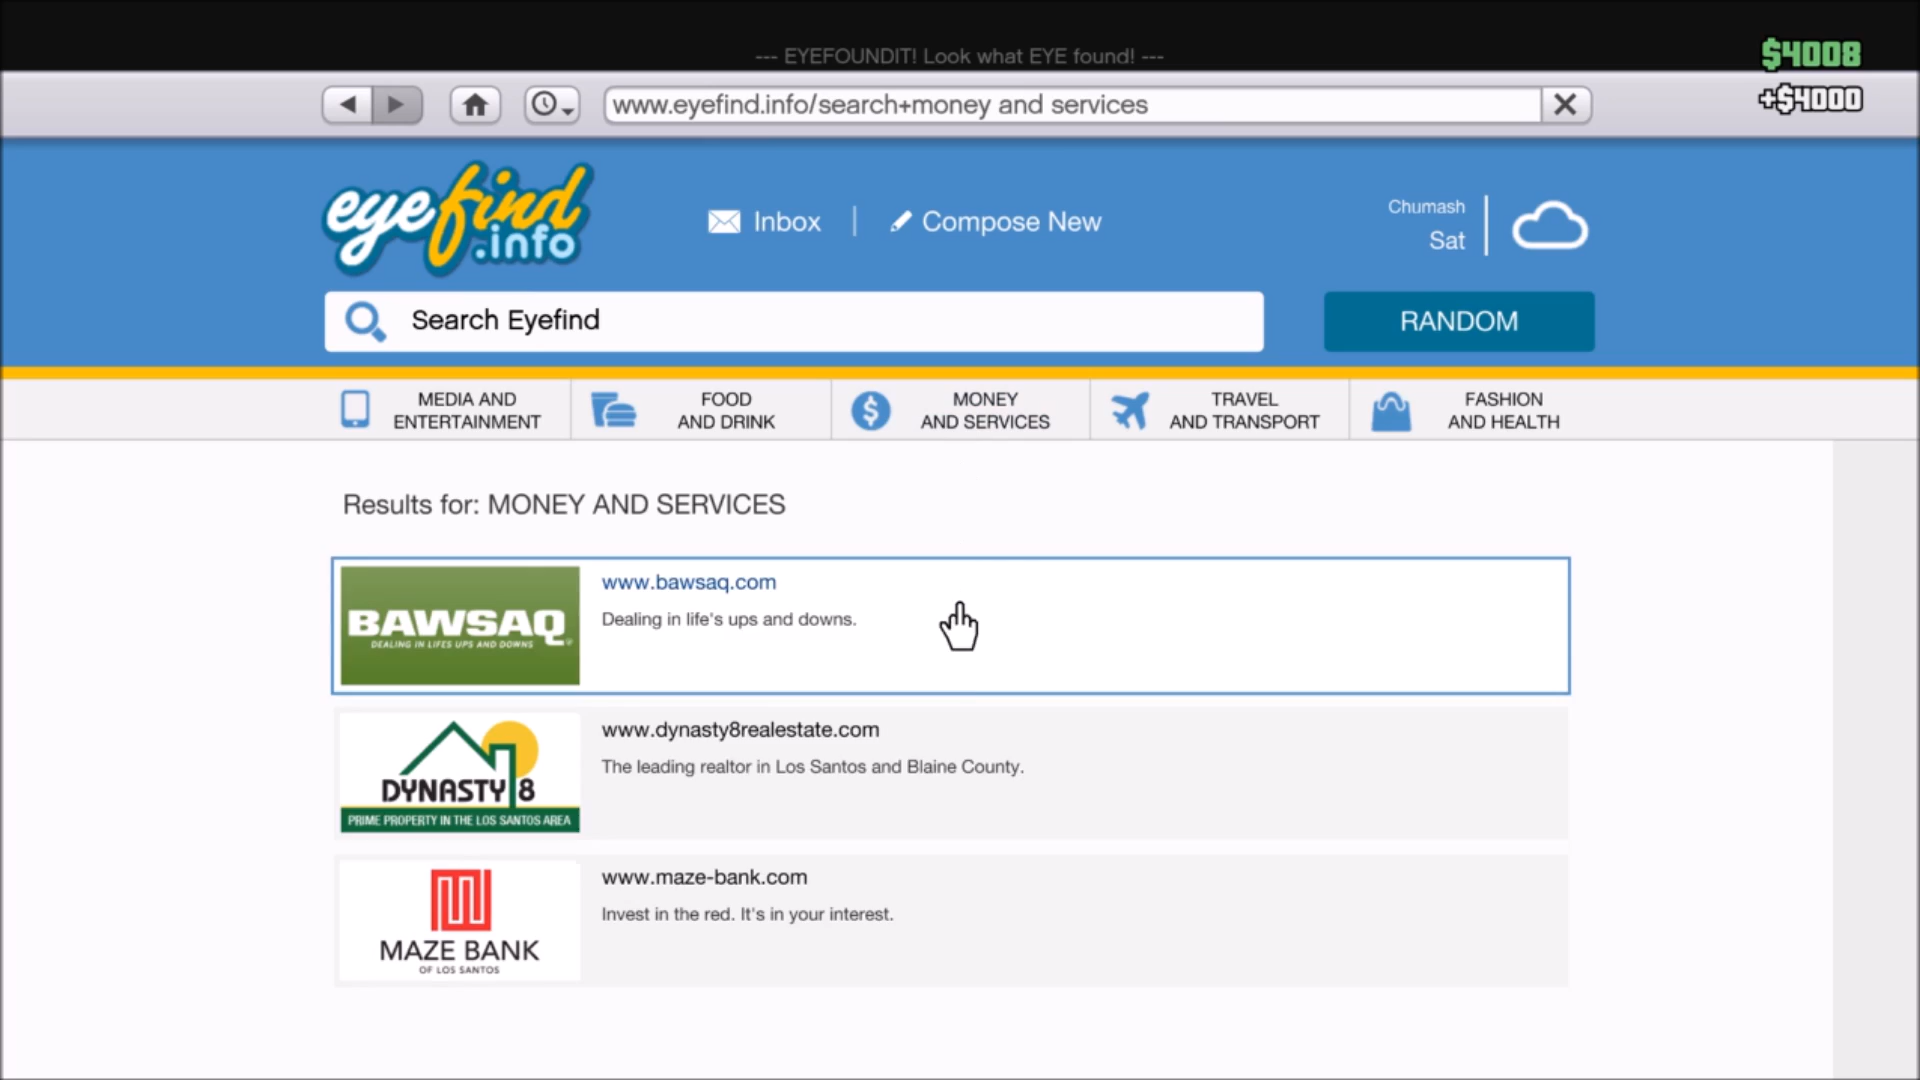 --- EYEFOUNDIT! Look what EYE found! ---
$4008
+$4000
www.eyefind.info/search+money and services
eyefind
.info
Inbox
Compose New
Chumash
Sat
Search Eyefind
RANDOM
MEDIA AND
ENTERTAINMENT
FOOD
AND DRINK
MONEY
AND SERVICES
TRAVEL
AND TRANSPORT
FASHION
AND HEALTH
Results for: MONEY AND SERVICES
BAWSAQ
DEALING IN LIFES UPS AND DOWNS
www.bawsaq.com
Dealing in life's ups and downs.
DYNASTY 8
PRIME PROPERTY IN THE LOS SANTOS AREA
www.dynasty8realestate.com
The leading realtor in Los Santos and Blaine County.
MAZE BANK
OF LOS SANTOS
www.maze-bank.com
Invest in the red. It's in your interest.